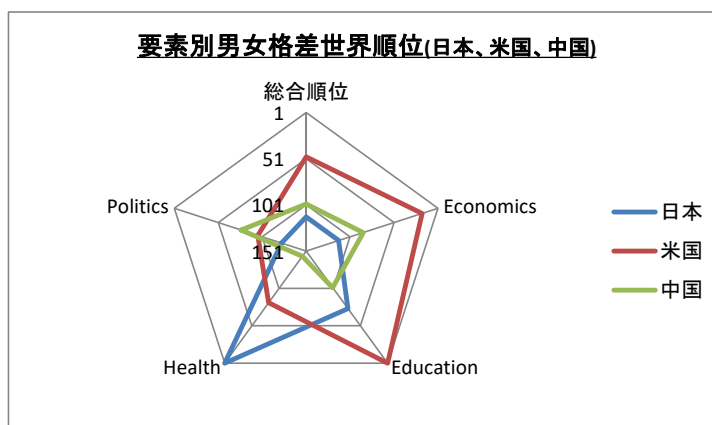 要素別男女格差世界順位(日本、米国、中国)
総合順位
1
51
101
151
Politics
Economics
Health
Education
日本
米国
中国